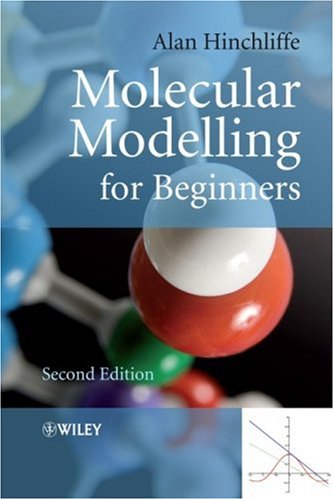 Alan Hinchliffe
Molecular
Modelling
for Beginners
Second Edition
WILEY